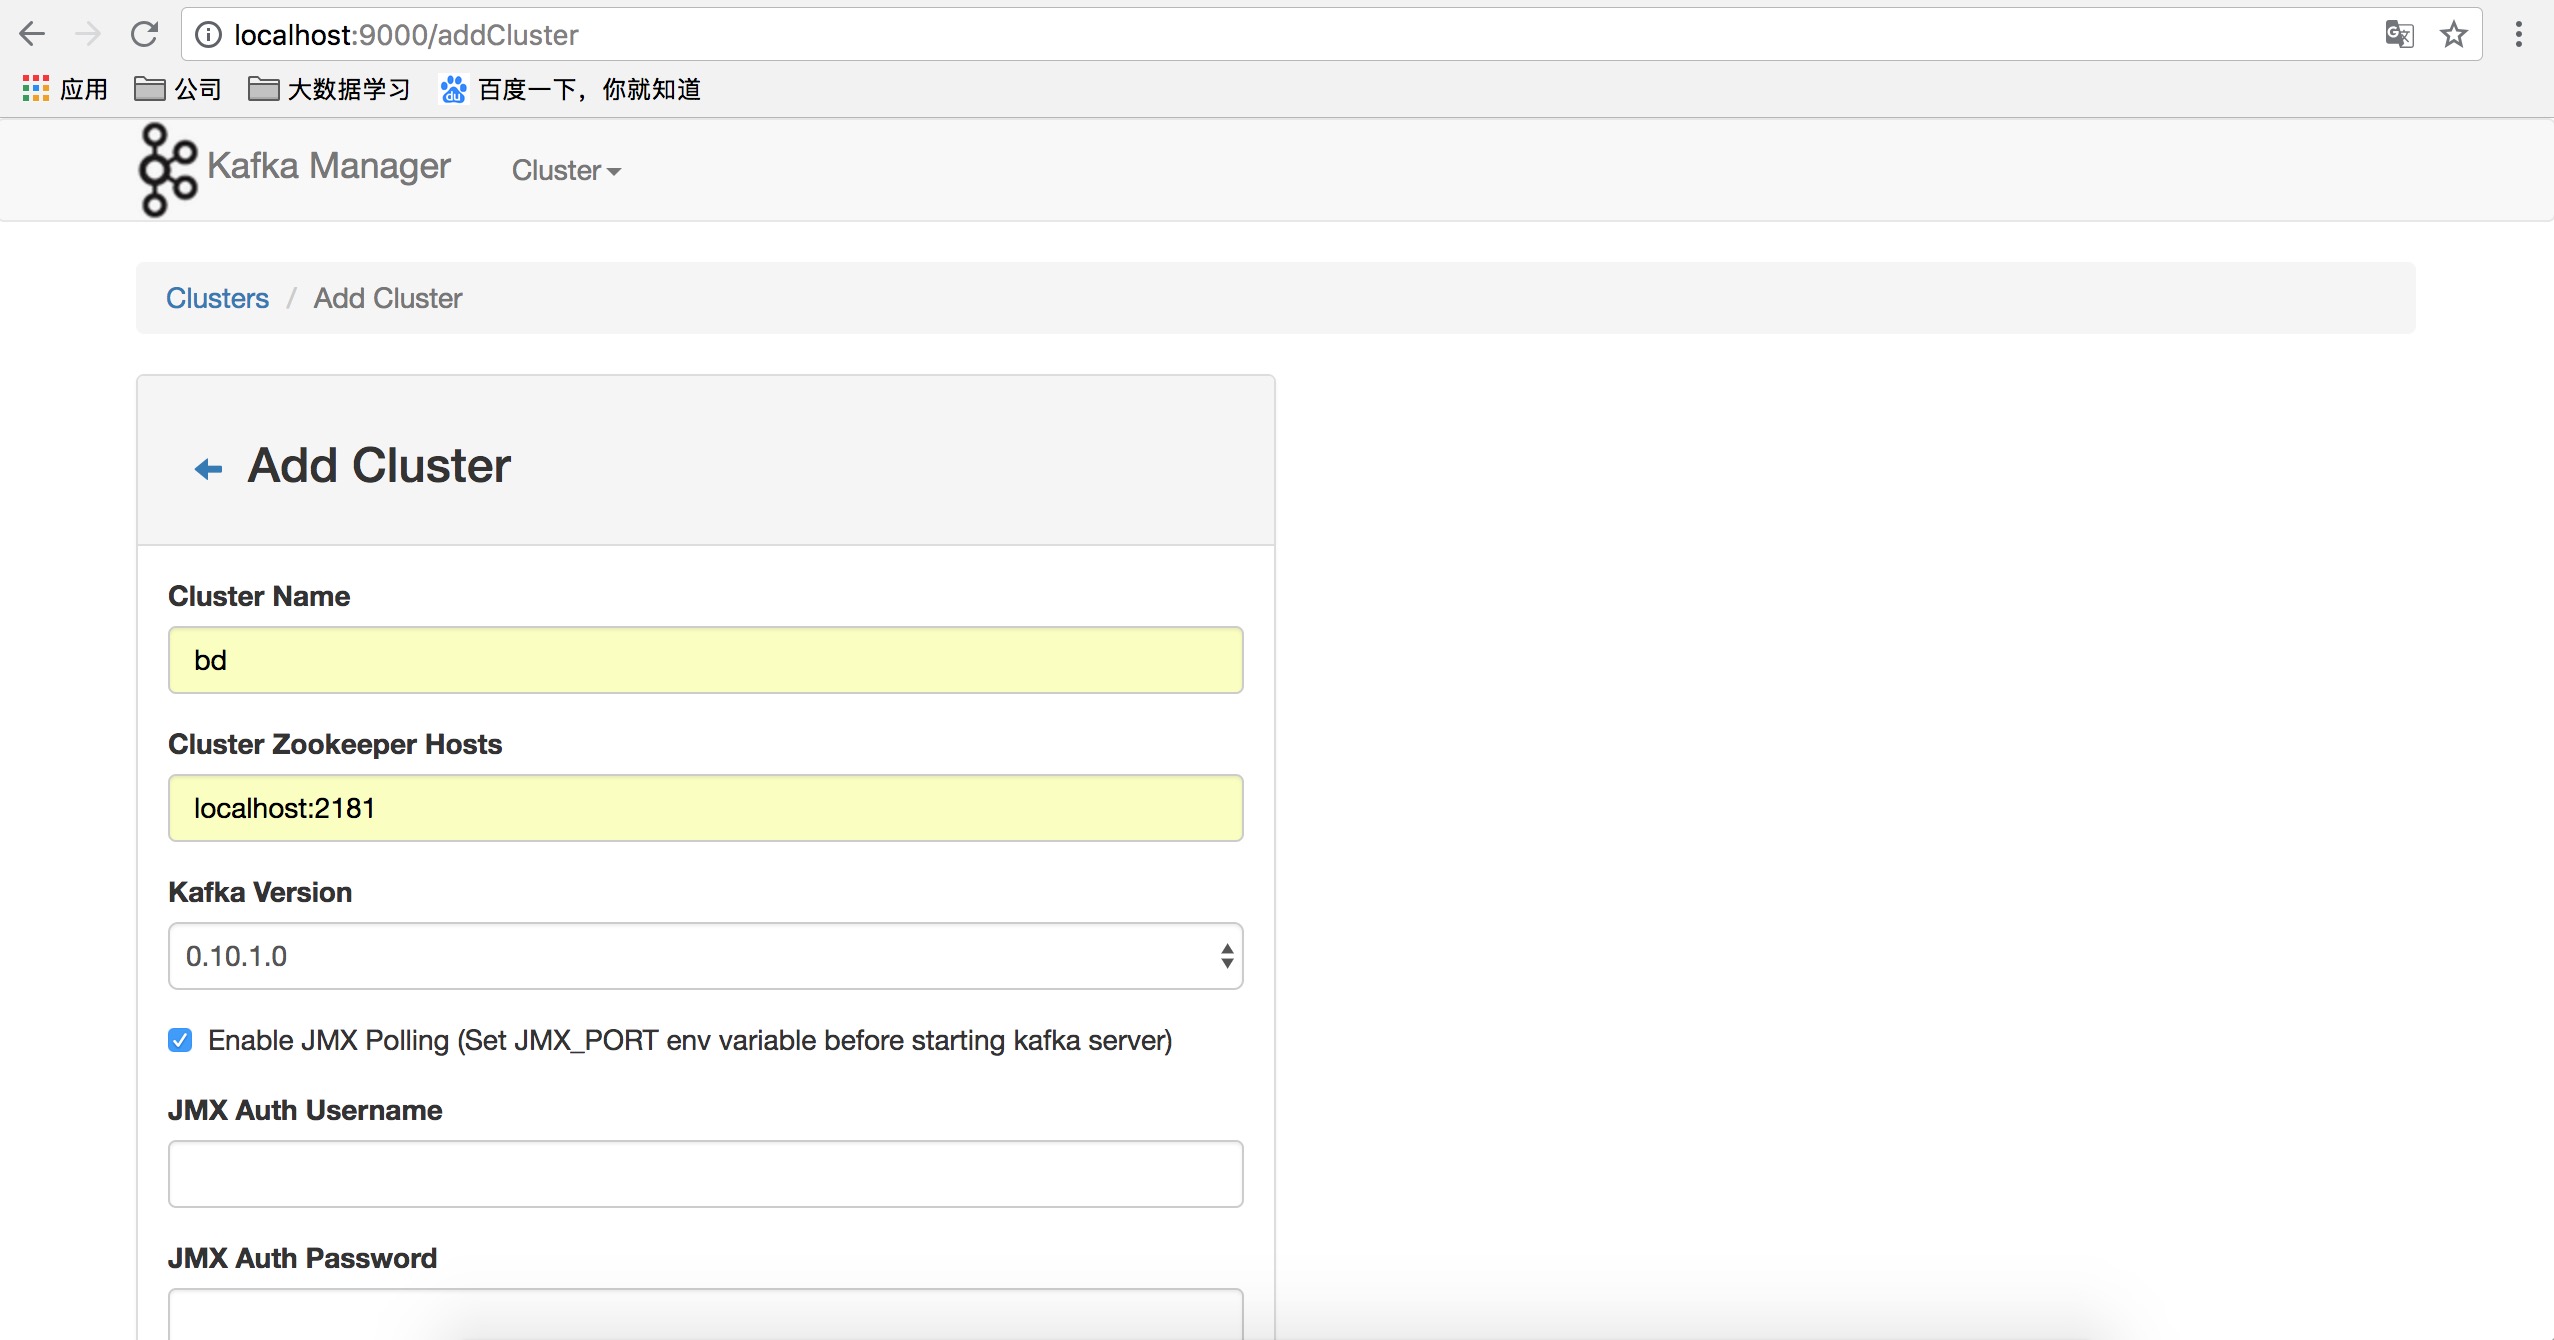 localhost:9000/addCluster
应用 公司 大数据学习 百度一下，你就知道
Kafka Manager Cluster
Clusters / Add Cluster
Add Cluster
Cluster Name
bd
Cluster Zookeeper Hosts
localhost:2181
Kafka Version
0.10.1.0
Enable JMX Polling (Set JMX_PORT env variable before starting kafka server)
JMX Auth Username
JMX Auth Password